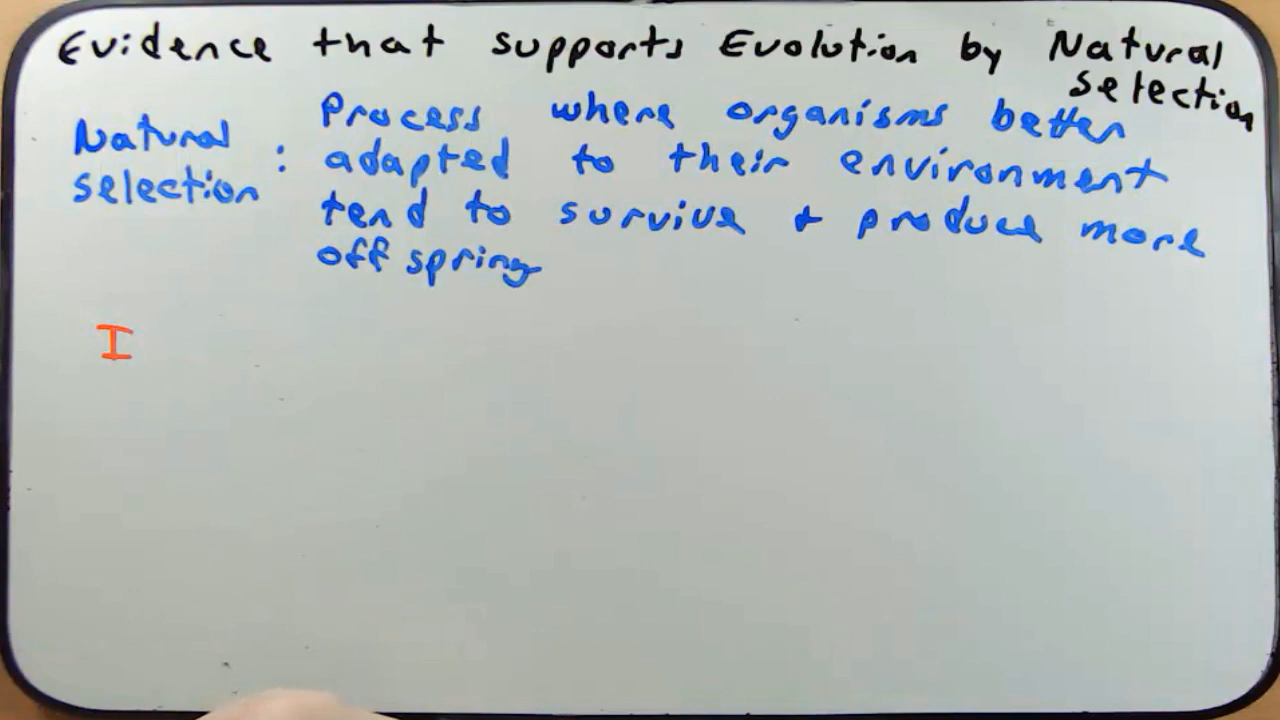 Evidence that supports Evolution by Natural
selection
Natural
selection :
Process where organisms better
adapted to their environment
tend to survive + produce more
offspring
I